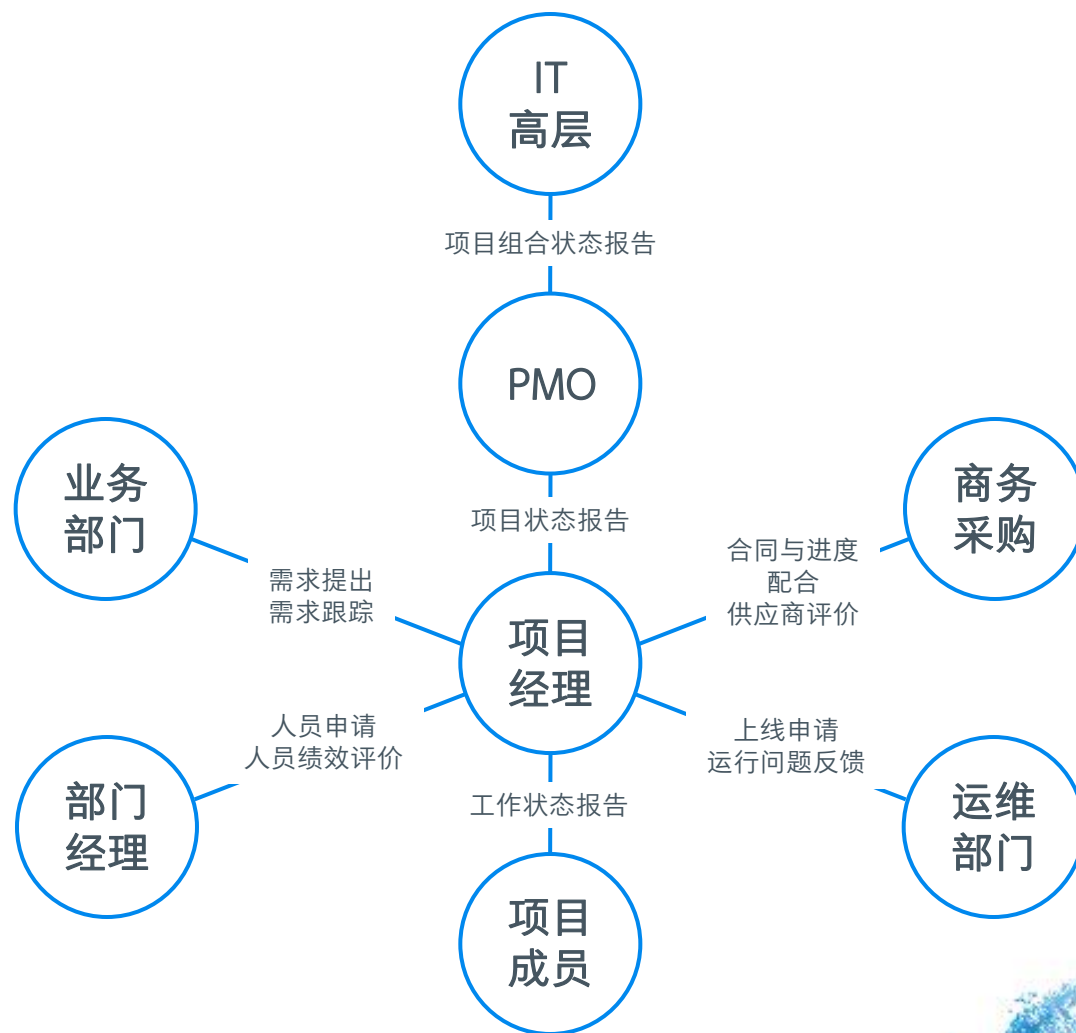 IT
高层
项目组合状态报告
PMO
业务
部门
商务
采购
项目状态报告
需求提出
需求跟踪
合同与进度
配合
供应商评价
项目
经理
人员申请
人员绩效评价
上线申请
运行问题反馈
部门
经理
工作状态报告
运维
部门
项目
成员